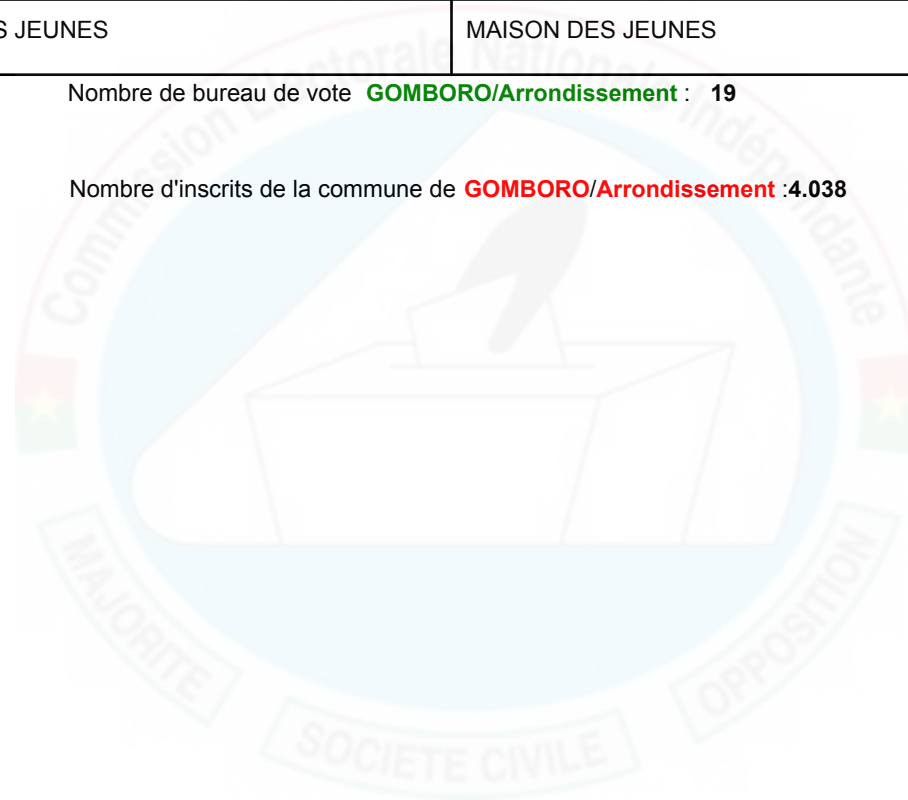 S JEUNES MAISON DES JEUNES
Nombre de bureau de vote GOMBORO/Arrondissement : 19
Nombre d'inscrits de la commune de GOMBORO/Arrondissement :4.038
Commission Electorale Nationale Indépendante
MAJORITE
SOCIETE CIVILE
OPPOSITION